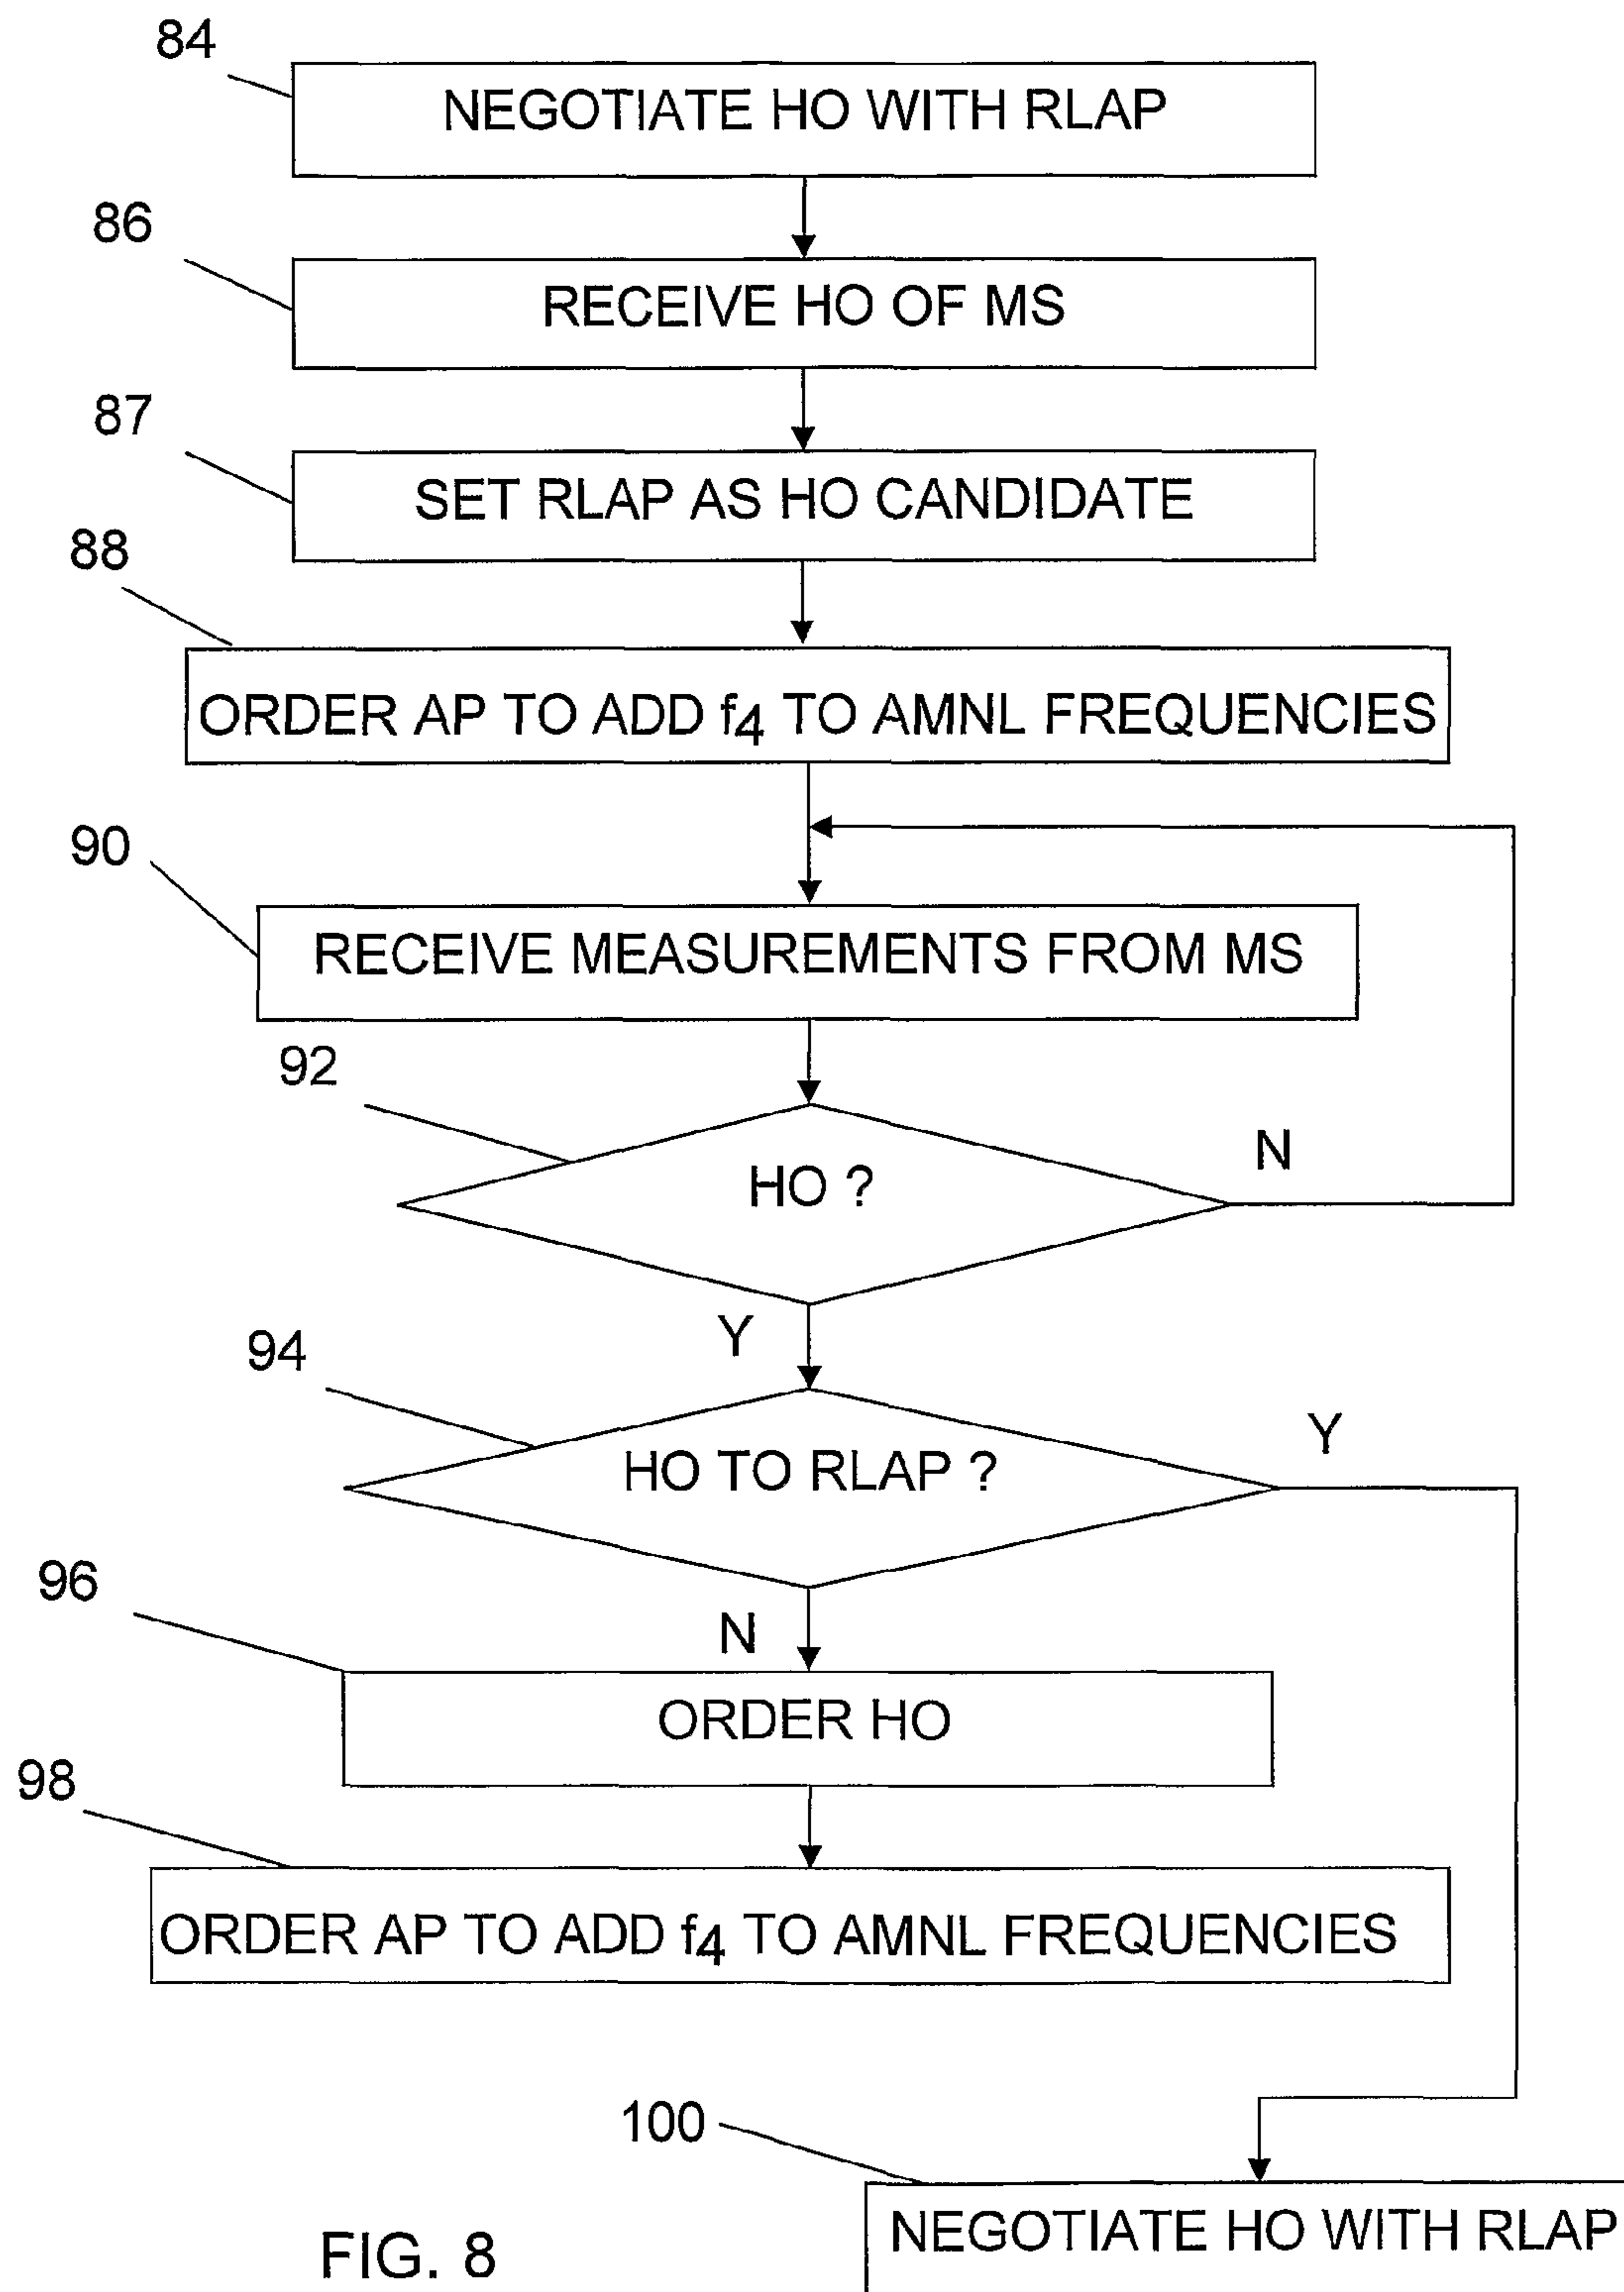 84
NEGOTIATE HO WITH RLAP
86
RECEIVE HO OF MS
87
SET RLAP AS HO CANDIDATE
88
ORDER AP TO ADD f4 TO AMNL FREQUENCIES
90
RECEIVE MEASUREMENTS FROM MS
92
HO ?
N
Y
94
HO TO RLAP ?
Y
N
96
ORDER HO
98
ORDER AP TO ADD f4 TO AMNL FREQUENCIES
100
NEGOTIATE HO WITH RLAP
FIG. 8